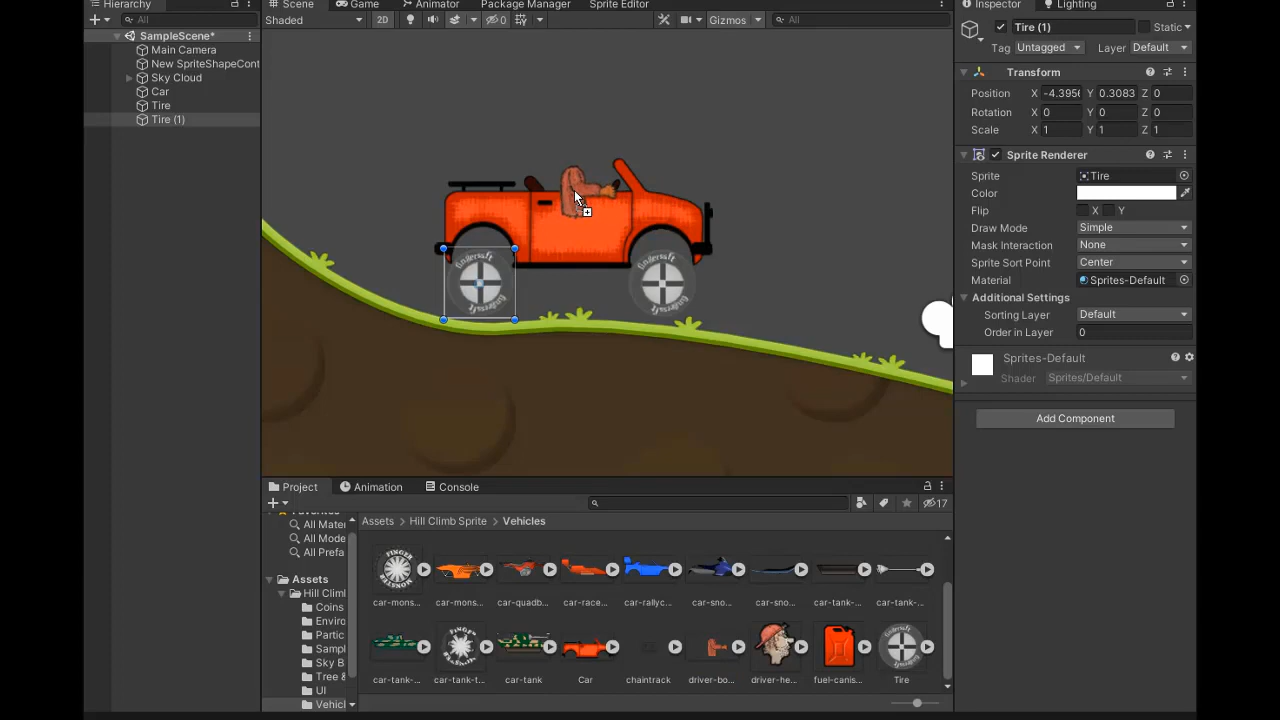 Hierarchy
Scene
Game
Animator
Package Manager
Sprite Editor
Inspector
Lighting
All
Shaded
2D
0
Gizmos
All
Tire (1)
Static
Tag Untagged
Layer Default
SampleScene*
Main Camera
New SpriteShapeCont
Sky Cloud
Car
Tire
Tire (1)
Transform
Position X -4.395 Y 0.3083 Z 0
Rotation X 0 Y 0 Z 0
Scale X 1 Y 1 Z 1
Sprite Renderer
Sprite Tire
Color
Flip X Y
Draw Mode Simple
Mask Interaction None
Sprite Sort Point Center
Material Sprites-Default
Additional Settings
Sorting Layer Default
Order in Layer 0
Sprites-Default
Shader Sprites/Default
Add Component
Project
Animation
Console
17
Favorites
All Mater
All Mode
All Prefa
Assets
Hill Climb
Coins
Enviro
Partic
Sampl
Sky B
Tree &
UI
Vehicl
Assets > Hill Climb Sprite > Vehicles
car-mons...
car-mons...
car-quadb...
car-race...
car-rallyc...
car-sno...
car-sno...
car-tank-...
car-tank-...
car-tank-...
car-tank-t...
car-tank
Car
chaintrack
driver-bo...
driver-he...
fuel-canis...
Tire